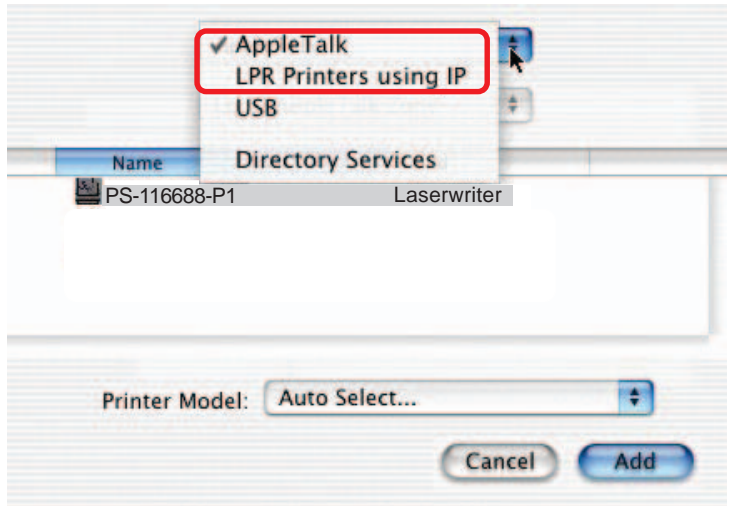 ✓ AppleTalk
LPR Printers using IP
USB
Directory Services
Name
PS-116688-P1 Laserwriter
Printer Model: Auto Select...
Cancel Add